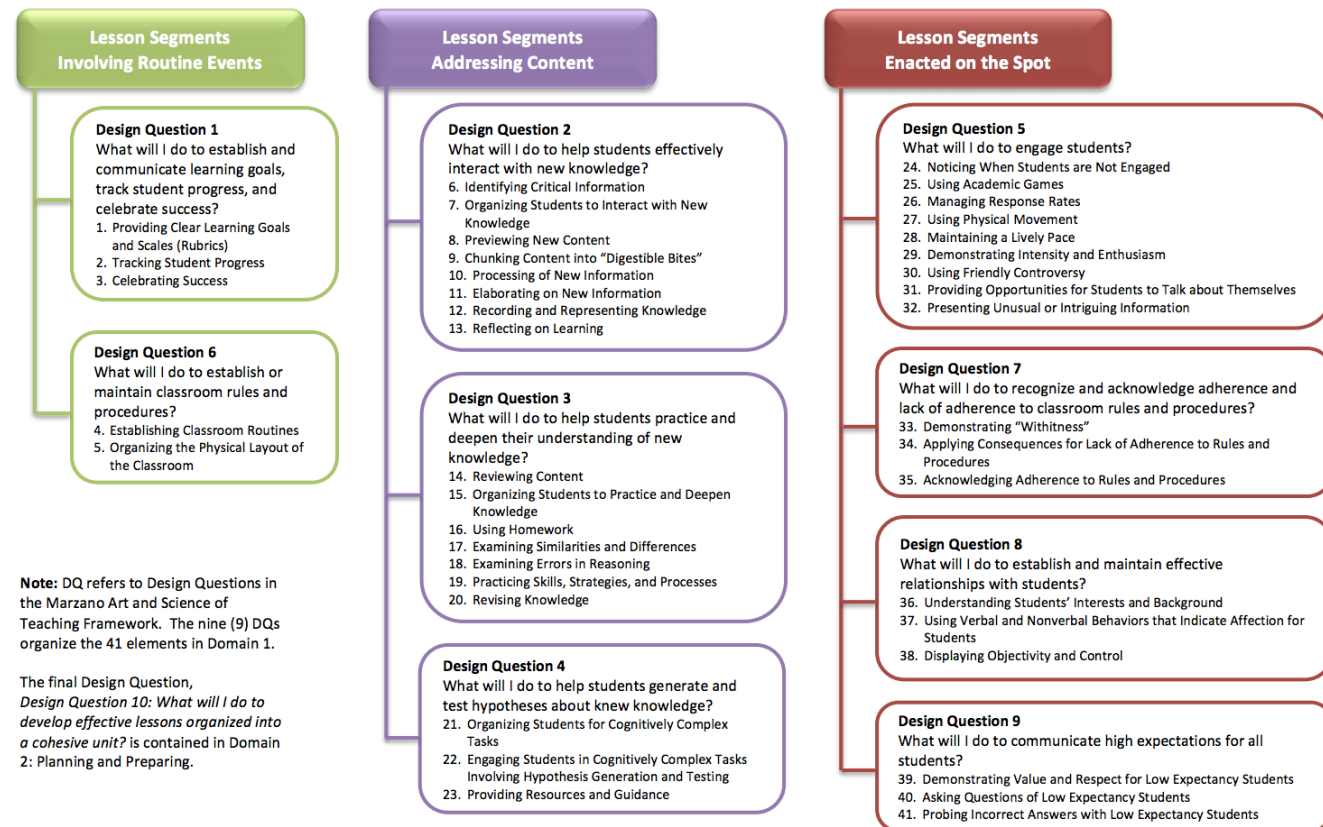 Lesson Segments
Involving Routine Events
Design Question 1
What will I do to establish and
communicate learning goals,
track student progress, and
celebrate success?
1. Providing Clear Learning Goals
and Scales (Rubrics)
2. Tracking Student Progress
3. Celebrating Success
Design Question 6
What will I do to establish or
maintain classroom rules and
procedures?
4. Establishing Classroom Routines
5. Organizing the Physical Layout of
the Classroom
Note: DQ refers to Design Questions in
the Marzano Art and Science of
Teaching Framework. The nine (9) DQs
organize the 41 elements in Domain 1.
The final Design Question,
Design Question 10: What will I do to
develop effective lessons organized into
a cohesive unit? is contained in Domain
2: Planning and Preparing.
Lesson Segments
Addressing Content
Design Question 2
What will I do to help students effectively
interact with new knowledge?
6. Identifying Critical Information
7. Organizing Students to Interact with New
Knowledge
8. Previewing New Content
9. Chunking Content into “Digestible Bites”
10. Processing of New Information
11. Elaborating on New Information
12. Recording and Representing Knowledge
13. Reflecting on Learning
Design Question 3
What will I do to help students practice and
deepen their understanding of new
knowledge?
14. Reviewing Content
15. Organizing Students to Practice and Deepen
Knowledge
16. Using Homework
17. Examining Similarities and Differences
18. Examining Errors in Reasoning
19. Practicing Skills, Strategies, and Processes
20. Revising Knowledge
Design Question 4
What will I do to help students generate and
test hypotheses about knew knowledge?
21. Organizing Students for Cognitively Complex
Tasks
22. Engaging Students in Cognitively Complex Tasks
Involving Hypothesis Generation and Testing
23. Providing Resources and Guidance
Lesson Segments
Enacted on the Spot
Design Question 5
What will I do to engage students?
24. Noticing When Students are Not Engaged
25. Using Academic Games
26. Managing Response Rates
27. Using Physical Movement
28. Maintaining a Lively Pace
29. Demonstrating Intensity and Enthusiasm
30. Using Friendly Controversy
31. Providing Opportunities for Students to Talk about Themselves
32. Presenting Unusual or Intriguing Information
Design Question 7
What will I do to recognize and acknowledge adherence and
lack of adherence to classroom rules and procedures?
33. Demonstrating “Withitness”
34. Applying Consequences for Lack of Adherence to Rules and
Procedures
35. Acknowledging Adherence to Rules and Procedures
Design Question 8
What will I do to establish and maintain effective
relationships with students?
36. Understanding Students’ Interests and Background
37. Using Verbal and Nonverbal Behaviors that Indicate Affection for
Students
38. Displaying Objectivity and Control
Design Question 9
What will I do to communicate high expectations for all
students?
39. Demonstrating Value and Respect for Low Expectancy Students
40. Asking Questions of Low Expectancy Students
41. Probing Incorrect Answers with Low Expectancy Students